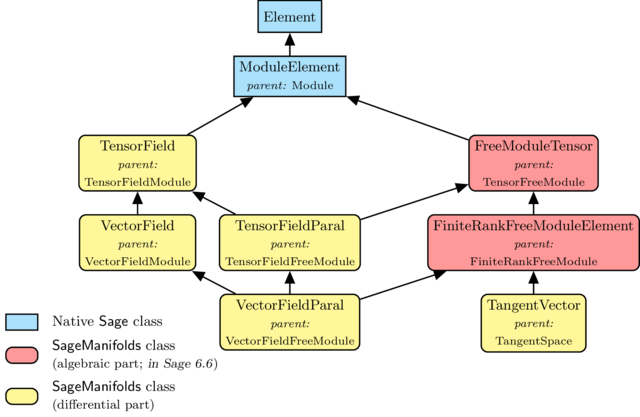 Element
ModuleElement
parent: Module
TensorField
parent:
TensorFieldModule
FreeModuleTensor
parent:
TensorFreeModule
VectorField
parent:
VectorFieldModule
TensorFieldParal
parent:
TensorFieldFreeModule
FiniteRankFreeModuleElement
parent:
FiniteRankFreeModule
VectorFieldParal
parent:
VectorFieldFreeModule
TangentVector
parent:
TangentSpace
Native Sage class
SageManifolds class
(algebraic part; in Sage 6.6)
SageManifolds class
(differential part)